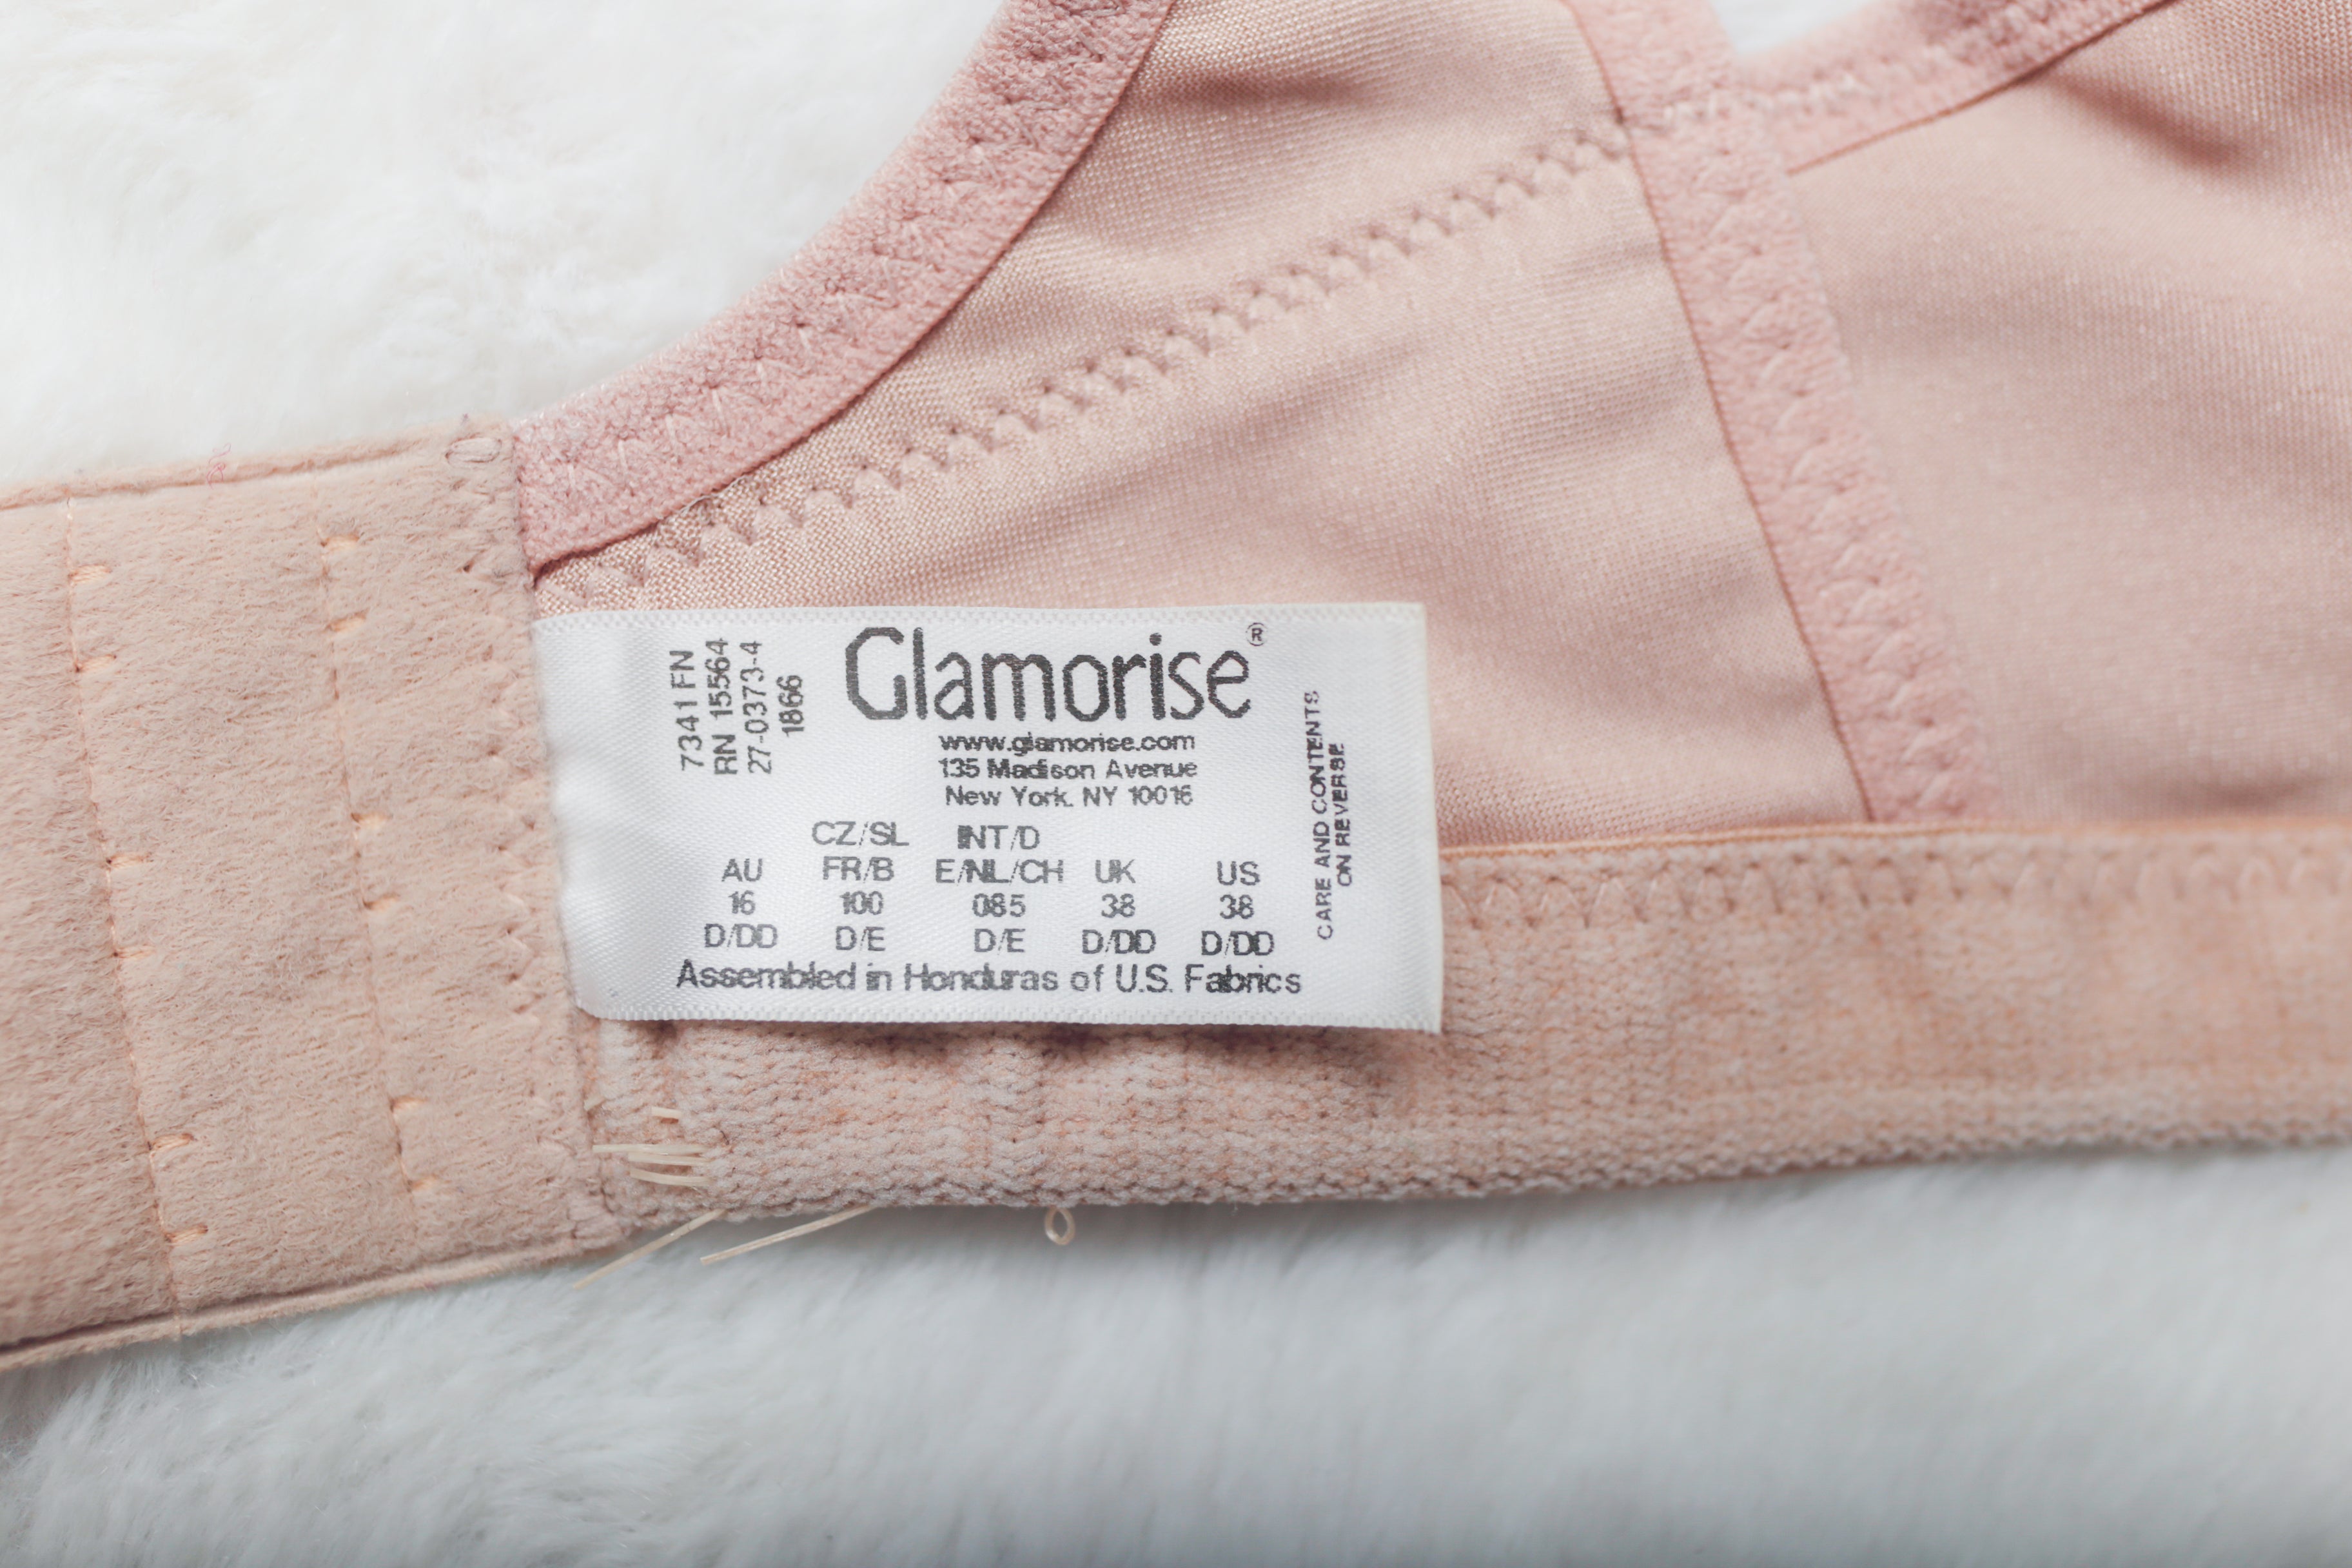 7341FN
RN 15564
27-0373-4
1866
Glamorise®
www.glamorise.com
135 Madison Avenue
New York. NY 10016
CZ/SL INT/D
AU FR/B E/NL/CH UK US
16 100 085 38 38
D/DD D/E D/E D/DD D/DD
Assembled in Honduras of U.S. Fabrics
CARE AND CONTENTS
ON REVERSE